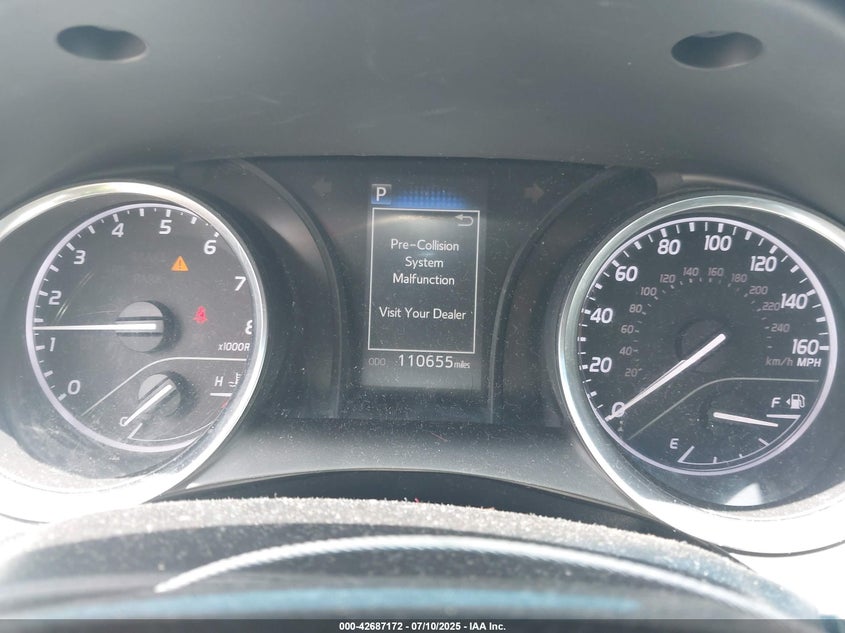 P
Pre-Collision
System
Malfunction
Visit Your Dealer
ODO 110655 miles
0 1 2 3 4 5 6 7 8
H
C
0 20 40 60 80 100 120 140 160
20 40 60 80 100 120 140 160 180 200 220 240
km/h MPH
F
E
000-42687172 - 07/10/2025 - IAA Inc.